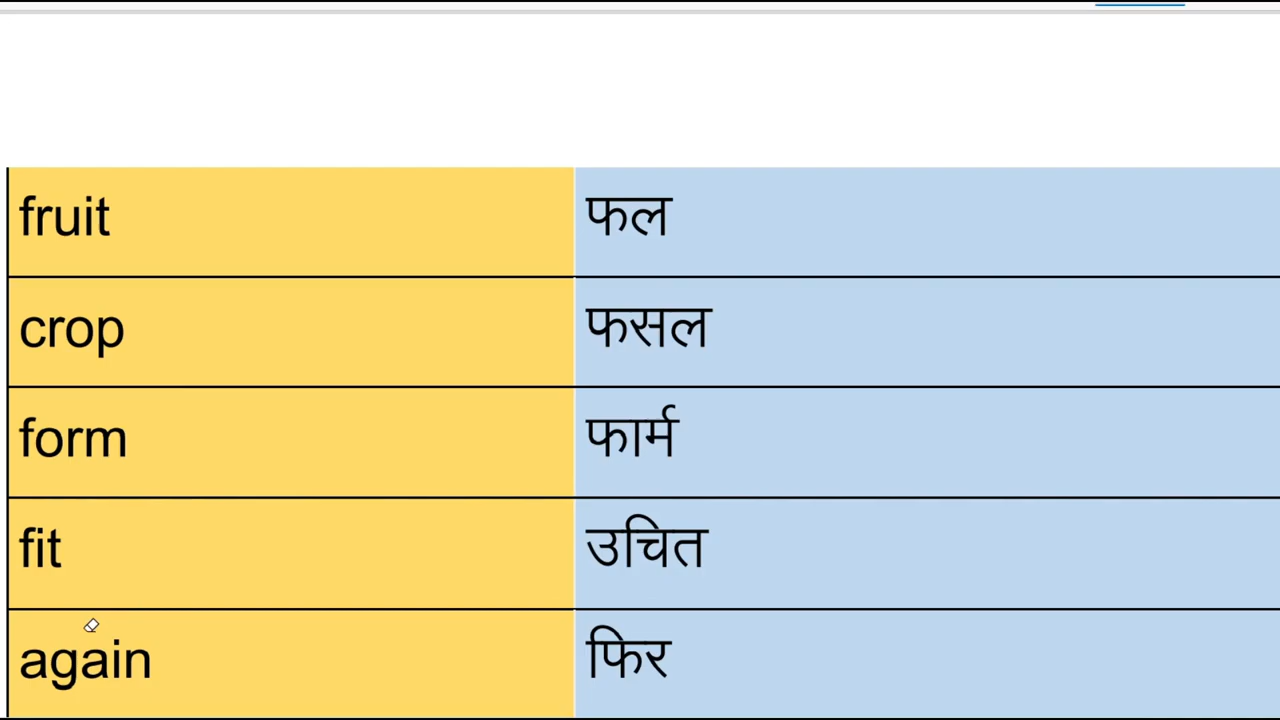 fruit फल
crop फसल
form फार्म
fit उचित
again फिर